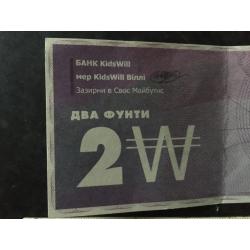 БАНК KidsWill
мер KidsWill Віллі
Зазирни в Своє Майбутнє
ДВА ФУНТИ
2₩